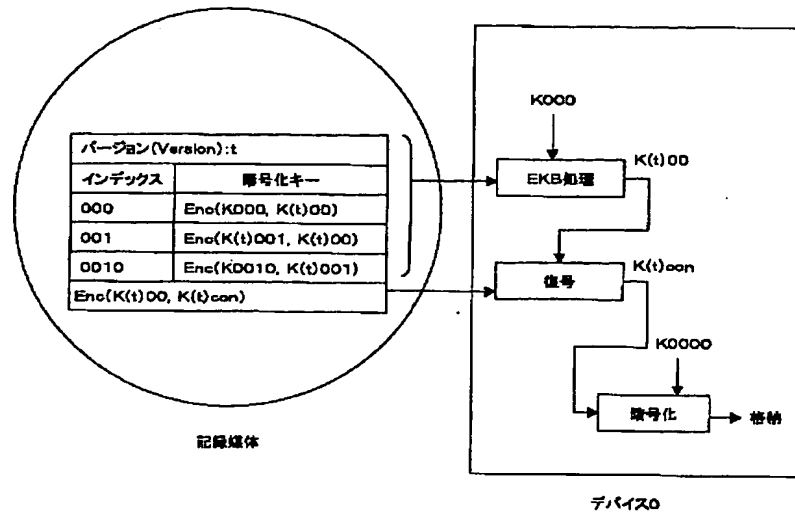 バージョン(Version):t
インデックス 暗号化キー
000 Enc(K000, K(t)00)
001 Enc(K(t)001, K(t)00)
0010 Enc(K0010, K(t)001)
Enc(K(t)00, K(t)con)
記録媒体
K000
EKB処理
K(t)00
復号
K(t)con
K0000
暗号化
格納
デバイス0